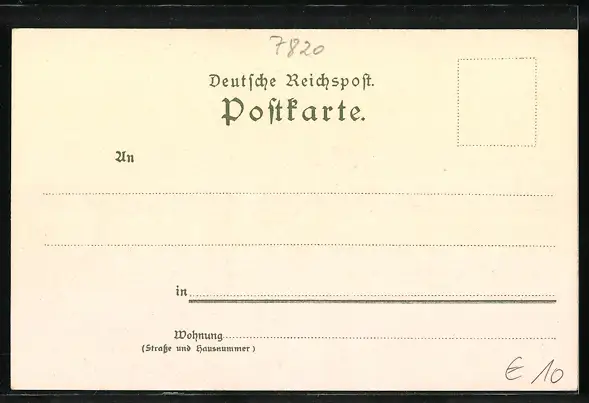 7820
Deutſche Reichspoſt.
Poſtkarte.
An
in
Wohnung
(Straße und Hausnummer)
€ 10